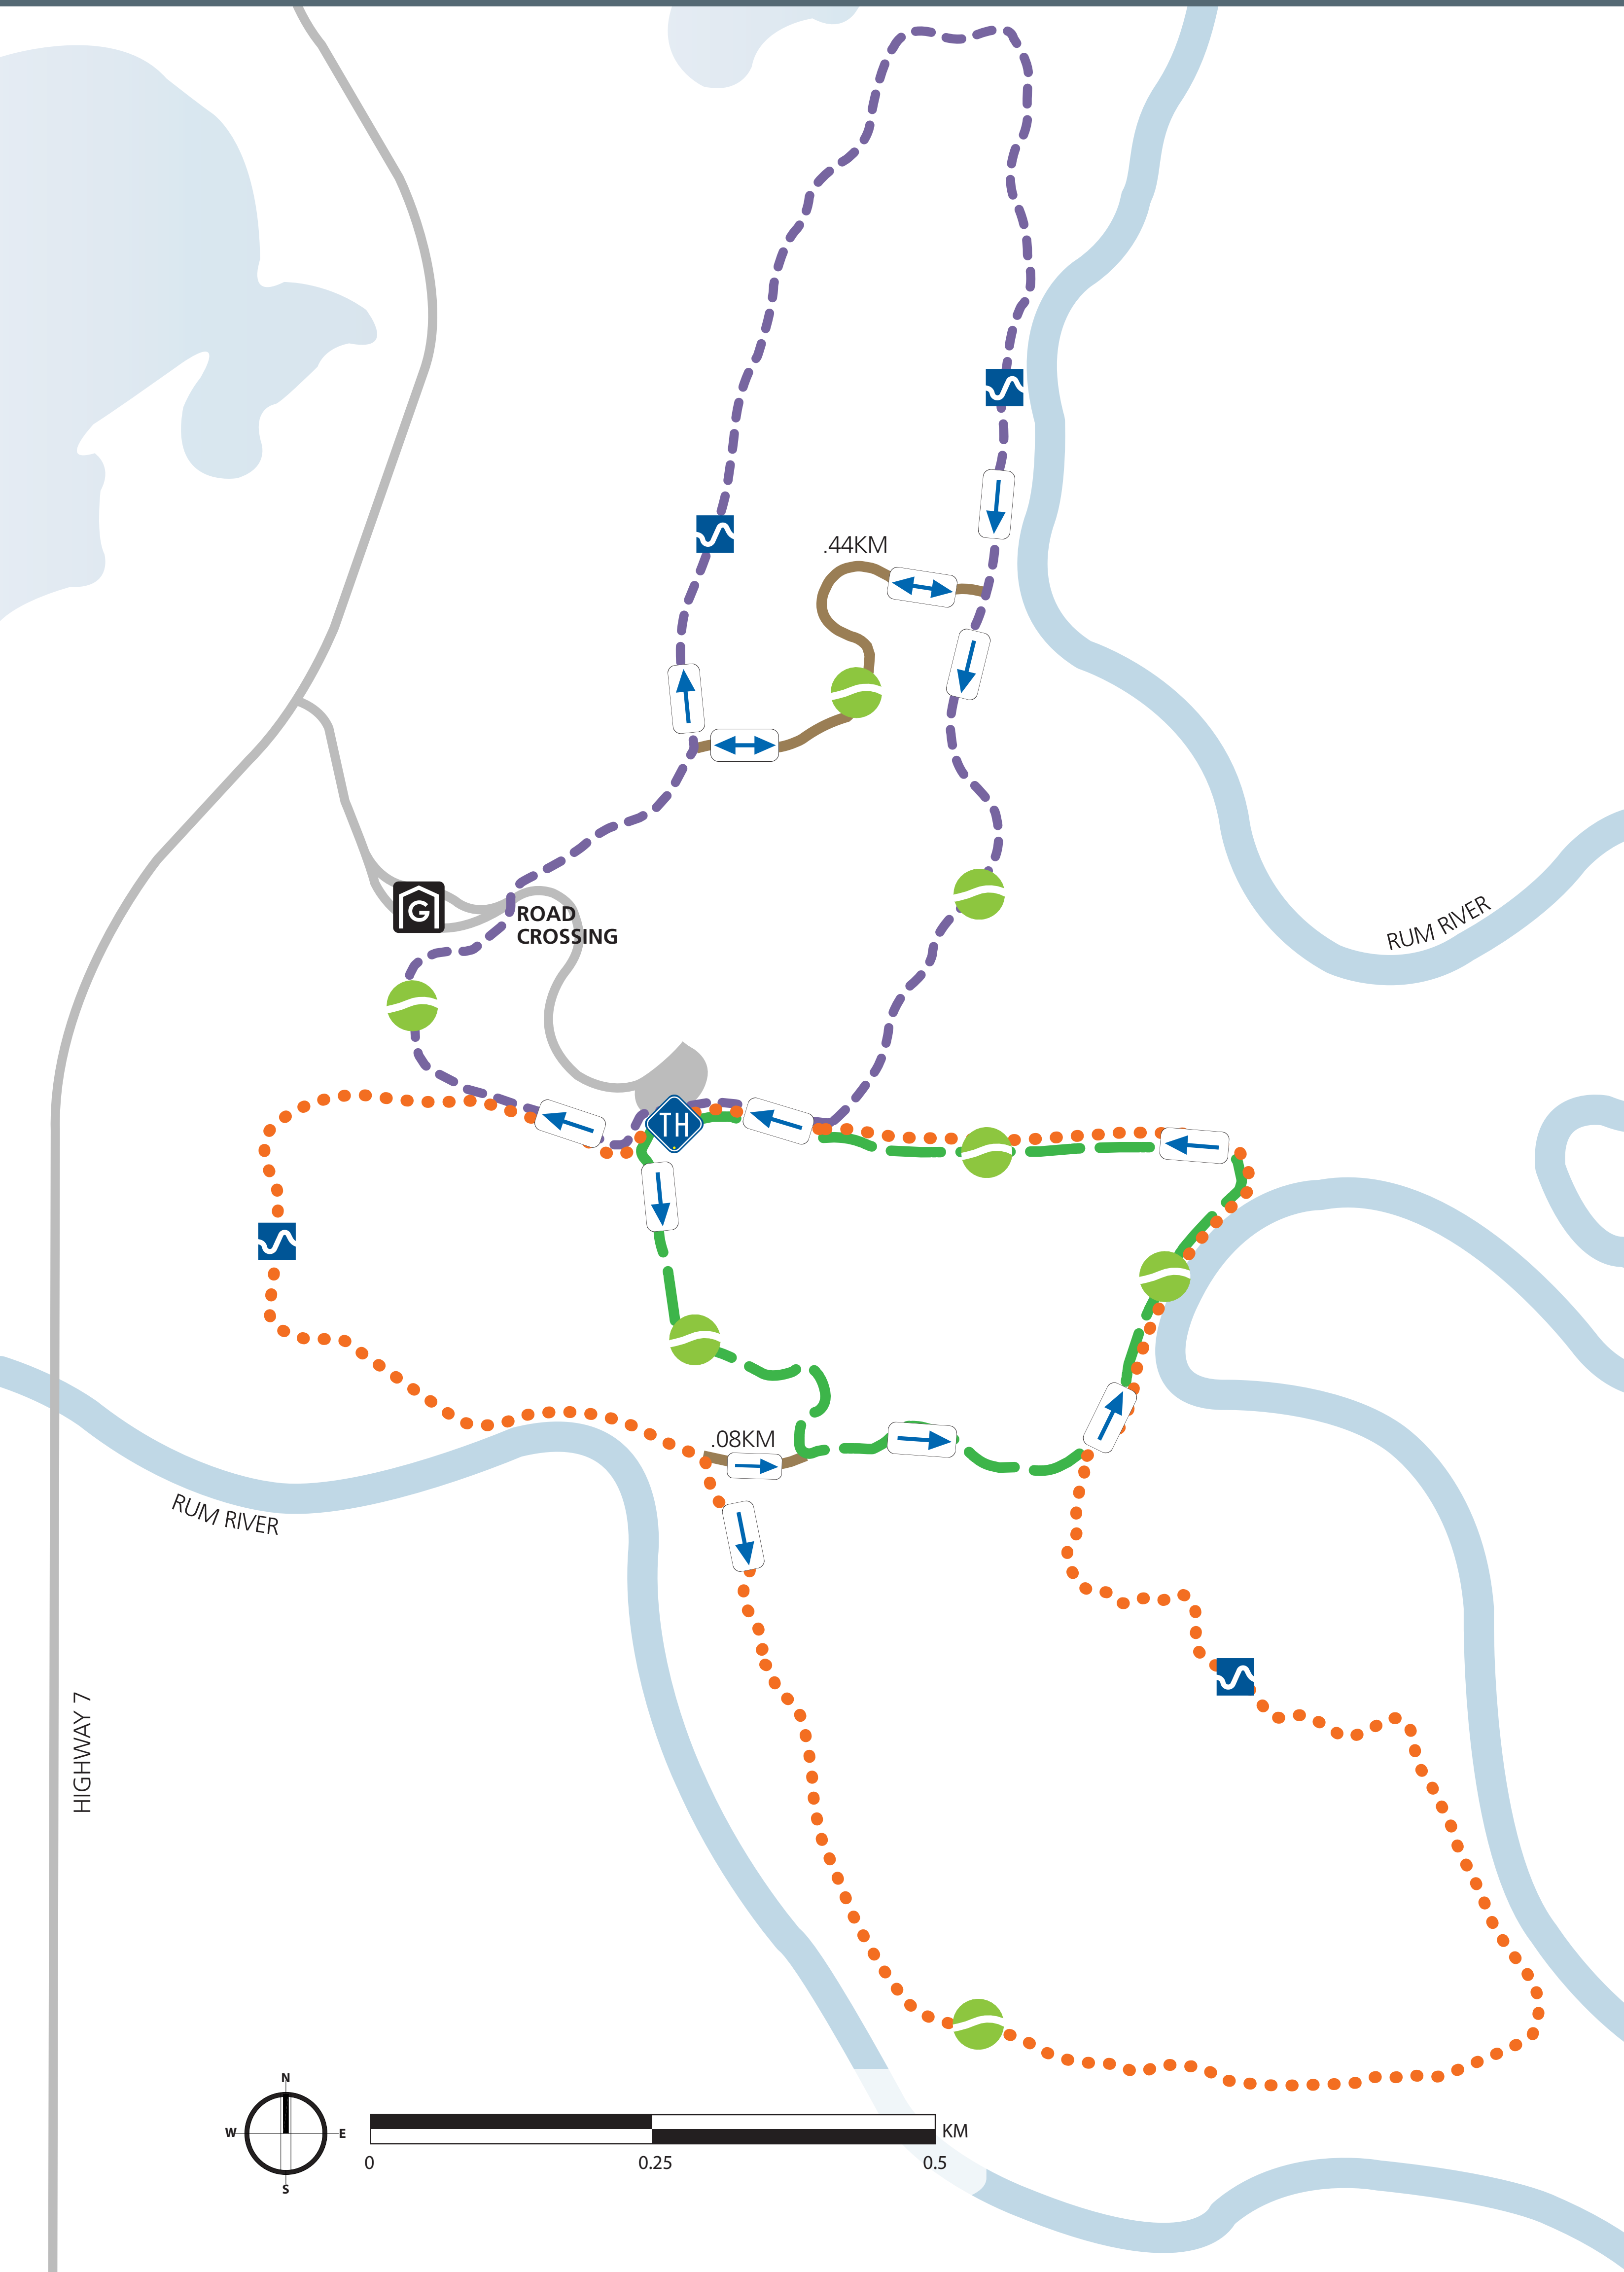 .44KM
G
ROAD
CROSSING
RUM RIVER
TH
.08KM
RUM RIVER
HIGHWAY 7
N
W
E
S
KM
0
0.25
0.5